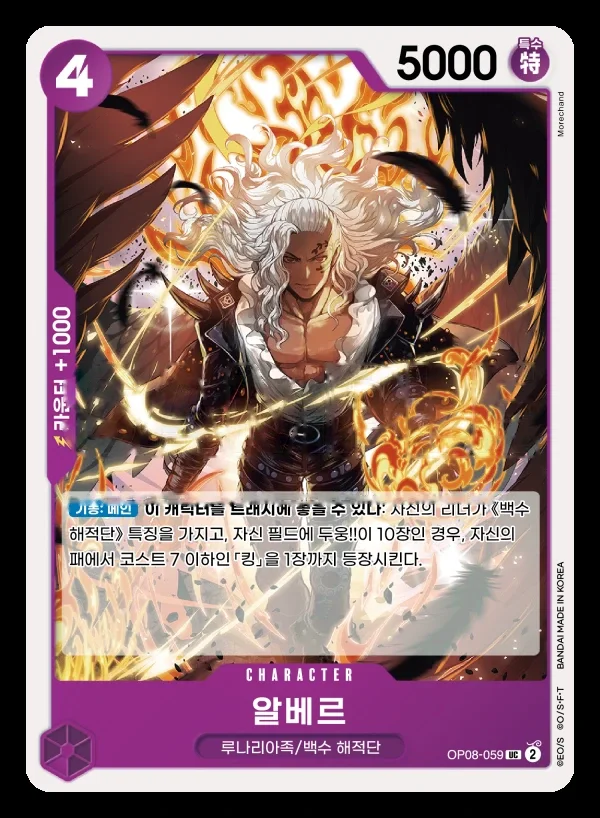 4
5000
특수
特
Morechand
카운터 +1000
기동: 메인 이 캐릭터를 트래시에 놓을 수 있다: 자신의 리더가 《백수
해적단》 특징을 가지고, 자신 필드에 두웅!!이 10장인 경우, 자신의
패에서 코스트 7 이하인 「킹」을 1장까지 등장시킨다.
CHARACTER
알베르
루나리아족/백수 해적단
OP08-059 UC 2
©EO/S ©O/S·F·T BANDAI MADE IN KOREA